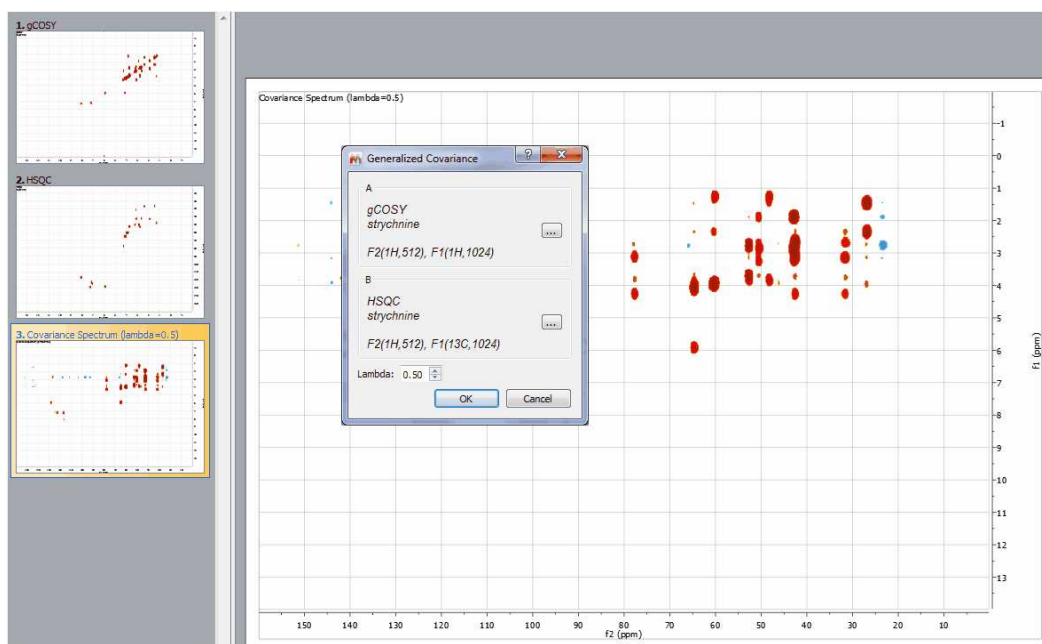 1. gCOSY
2. HSQC
3. Covariance Spectrum (lambda=0.5)
Covariance Spectrum (lambda=0.5)
Generalized Covariance
?
X
A
gCOSY
strychnine
...
F2(1H,512), F1(1H,1024)
B
HSQC
strychnine
...
F2(1H,512), F1(13C,1024)
Lambda: 0.50
OK Cancel
-1
0
1
2
3
4
5
6
7
8
9
10
11
12
13
f1 (ppm)
150 140 130 120 110 100 90 80 70 60 50 40 30 20 10
f2 (ppm)